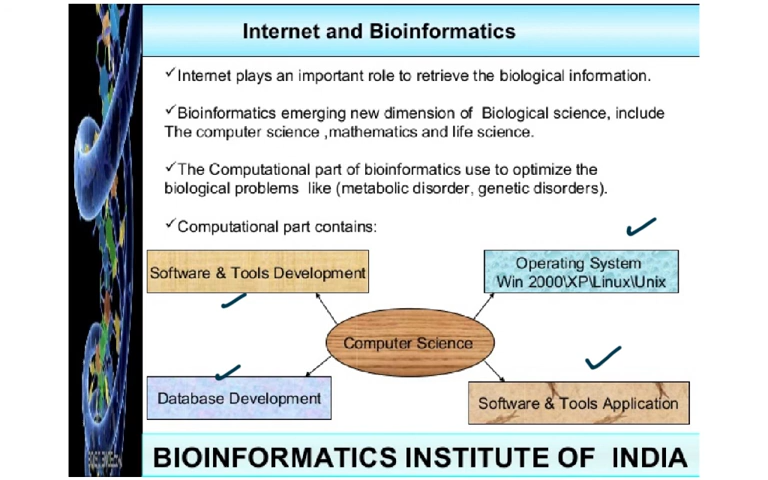 Internet and Bioinformatics
✓Internet plays an important role to retrieve the biological information.
✓Bioinformatics emerging new dimension of Biological science, include
The computer science ,mathematics and life science.
✓The Computational part of bioinformatics use to optimize the
biological problems like (metabolic disorder, genetic disorders).
✓Computational part contains:
Software & Tools Development
Operating System
Win 2000\XP\Linux\Unix
Computer Science
Database Development
Software & Tools Application
BIOINFORMATICS INSTITUTE OF INDIA